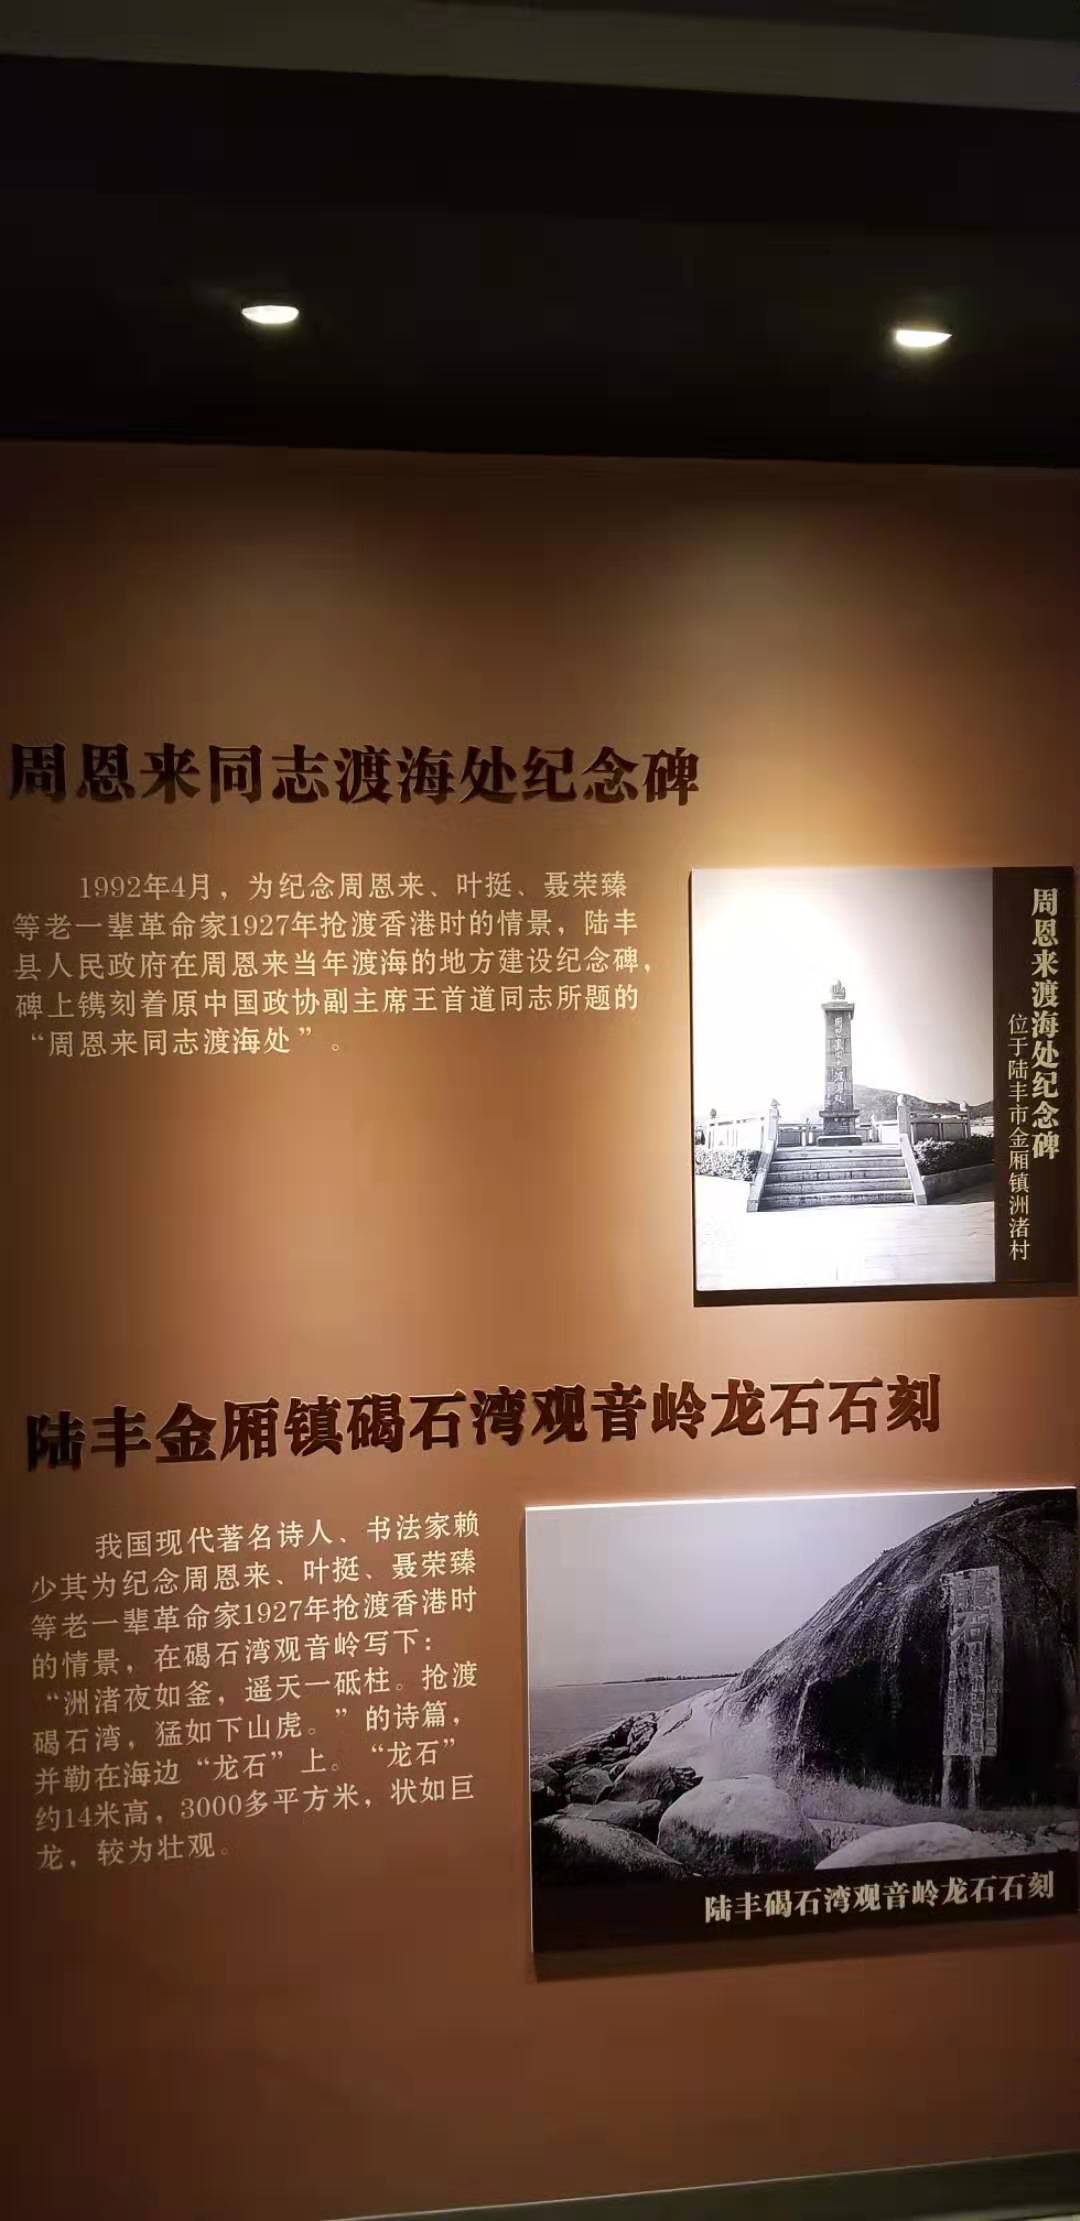 周恩来同志渡海处纪念碑
1992年4月，为纪念周恩来、叶挺、聂荣臻
等老一辈革命家1927年抢渡香港时的情景，陆丰
县人民政府在周恩来当年渡海的地方建设纪念碑，
碑上镌刻着原中国政协副主席王首道同志所题的
“周恩来同志渡海处”。
周恩来渡海处纪念碑
位于陆丰市金厢镇洲渚村
陆丰金厢镇碣石湾观音岭龙石石刻
我国现代著名诗人、书法家赖
少其为纪念周恩来、叶挺、聂荣臻
等老一辈革命家1927年抢渡香港时
的情景，在碣石湾观音岭写下：
“洲渚夜如釜，遥天一砥柱。抢渡
碣石湾，猛如下山虎。”的诗篇，
并勒在海边“龙石”上。“龙石”
约14米高，3000多平方米，状如巨
龙，较为壮观。
陆丰碣石湾观音岭龙石石刻